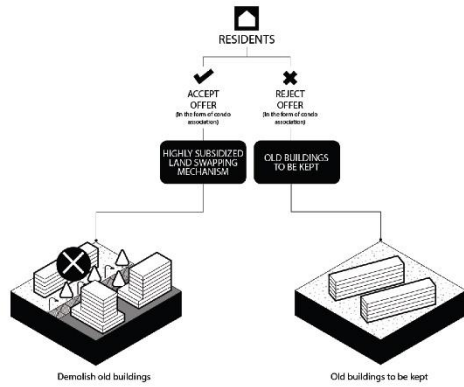 RESIDENTS
ACCEPT
OFFER
(in the form of condo
association)
REJECT
OFFER
(in the form of condo
association)
HIGHLY SUBSIDIZED
LAND SWAPPING
MECHANISM
OLD BUILDINGS
TO BE KEPT
Demolish old buildings
Old buildings to be kept